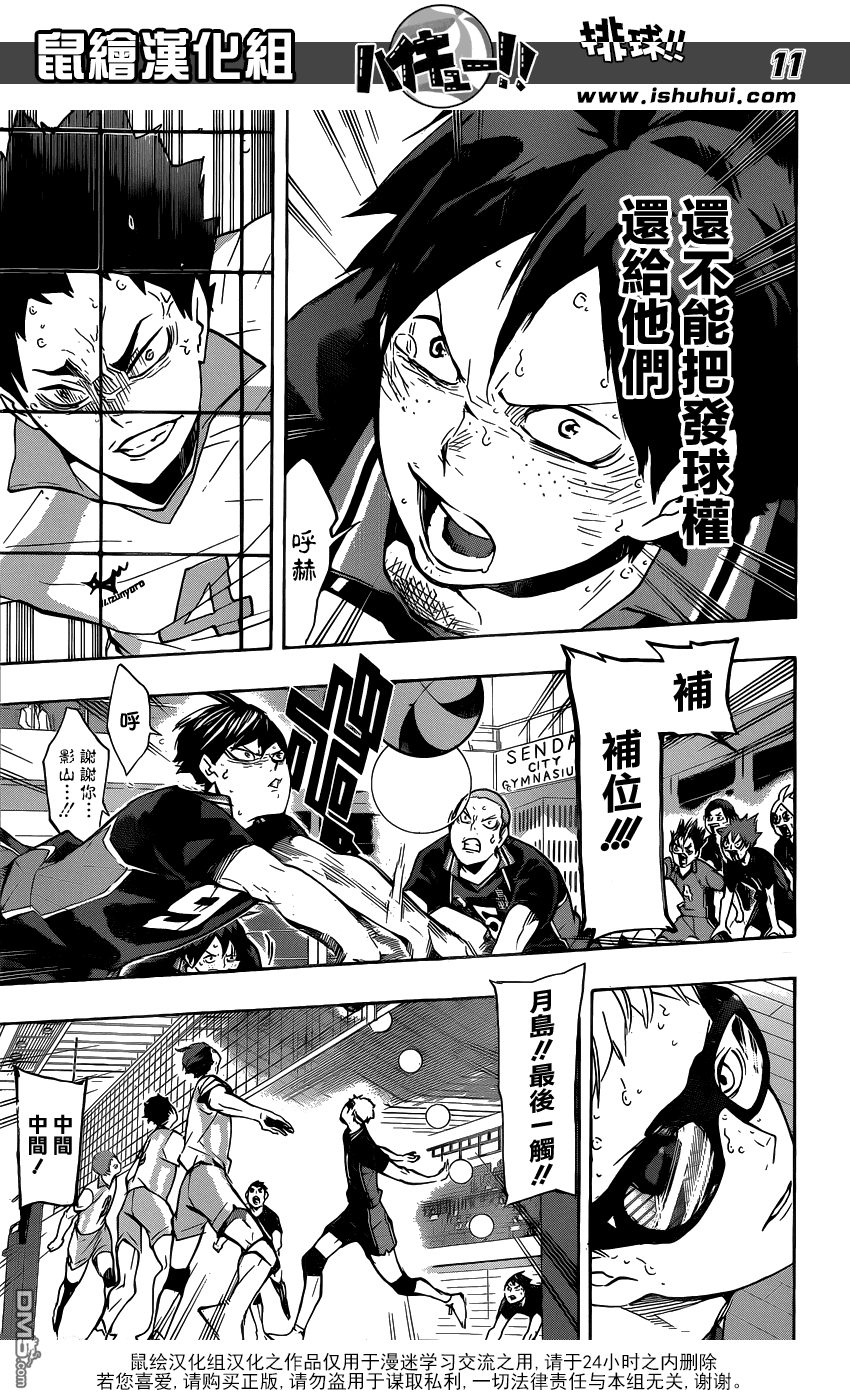 鼠繪漢化組
ハイキュー!!
排球!!
11
www.ishuhui.com
還不能把發球權
還給他們
呼
赫
補
補位!!!
SENDA
CITY
GYMNASIU
呼
謝謝你…
影山…!!
5
4
月島!!最後一觸!!
中間
中間!
DM5
鼠绘汉化组汉化之作品仅用于漫迷学习交流之用, 请于24小时之内删除
若您喜爱, 请购买正版, 请勿盗用于谋取私利, 一切法律责任与本组无关, 谢谢。